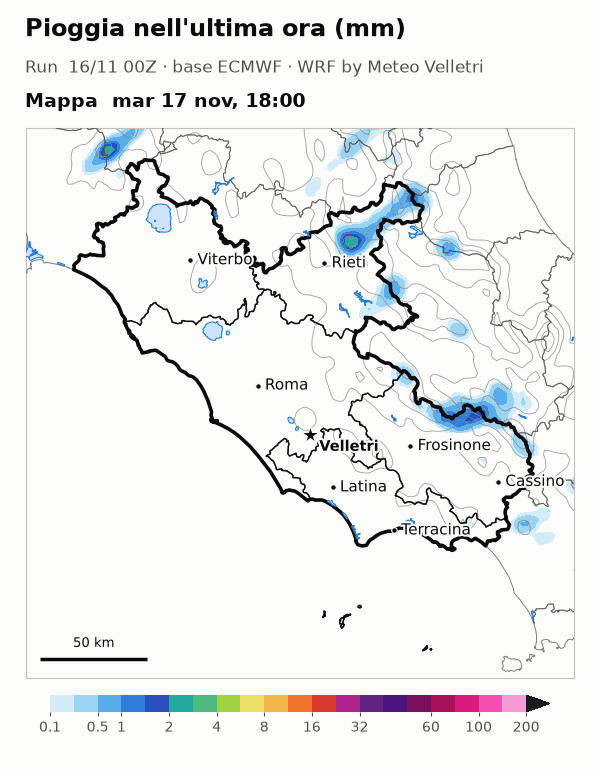 Pioggia nell'ultima ora (mm)
Run  16/11 00Z · base ECMWF · WRF by Meteo Velletri
Mappa  mar 17 nov, 18:00
Viterbo
Rieti
Roma
Velletri
Frosinone
Latina
Cassino
Terracina
50 km
0.1 0.5 1 2 4 8 16 32 60 100 200